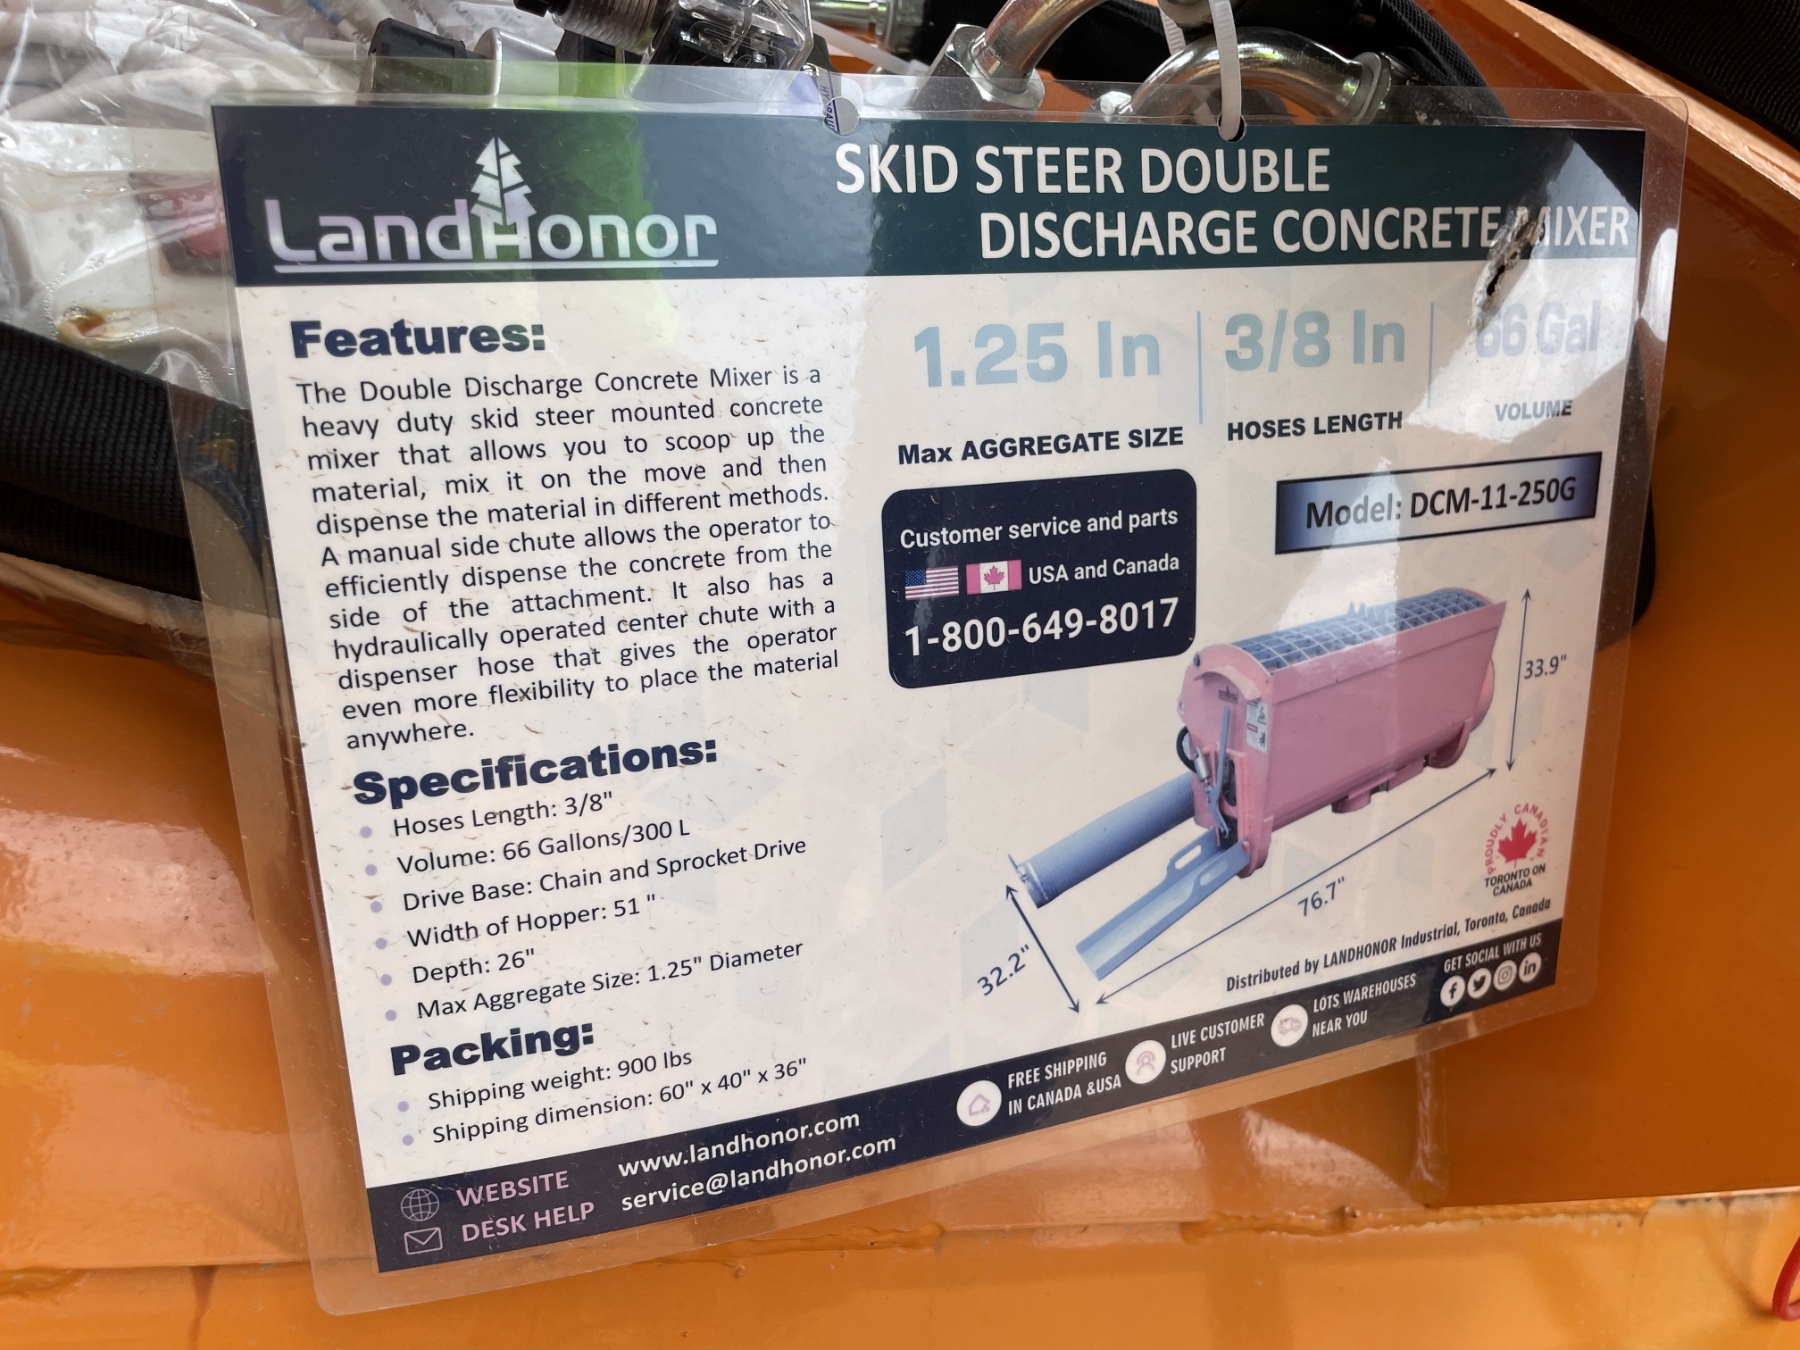 LandHonor
SKID STEER DOUBLE
DISCHARGE CONCRETE MIXER
Features:
The Double Discharge Concrete Mixer is a
heavy duty skid steer mounted concrete
mixer that allows you to scoop up the
material, mix it on the move and then
dispense the material in different methods.
A manual side chute allows the operator to
efficiently dispense the concrete from the
side of the attachment. It also has a
hydraulically operated center chute with a
dispenser hose that gives the operator
even more flexibility to place the material
anywhere.
Specifications:
Hoses Length: 3/8"
Volume: 66 Gallons/300 L
Drive Base: Chain and Sprocket Drive
Width of Hopper: 51 "
Depth: 26"
Max Aggregate Size: 1.25" Diameter
Packing:
Shipping weight: 900 lbs
Shipping dimension: 60" x 40" x 36"
1.25 In
Max AGGREGATE SIZE
3/8 In
HOSES LENGTH
66 Gal
VOLUME
Customer service and parts
USA and Canada
1-800-649-8017
Model: DCM-11-250G
33.9"
76.7"
32.2"
PROUDLY CANADIAN
TORONTO ON
CANADA
Distributed by LANDHONOR Industrial, Toronto, Canada
WEBSITE www.landhonor.com
DESK HELP service@landhonor.com
FREE SHIPPING
IN CANADA &USA
LIVE CUSTOMER
SUPPORT
LOTS WAREHOUSES
NEAR YOU
GET SOCIAL WITH US